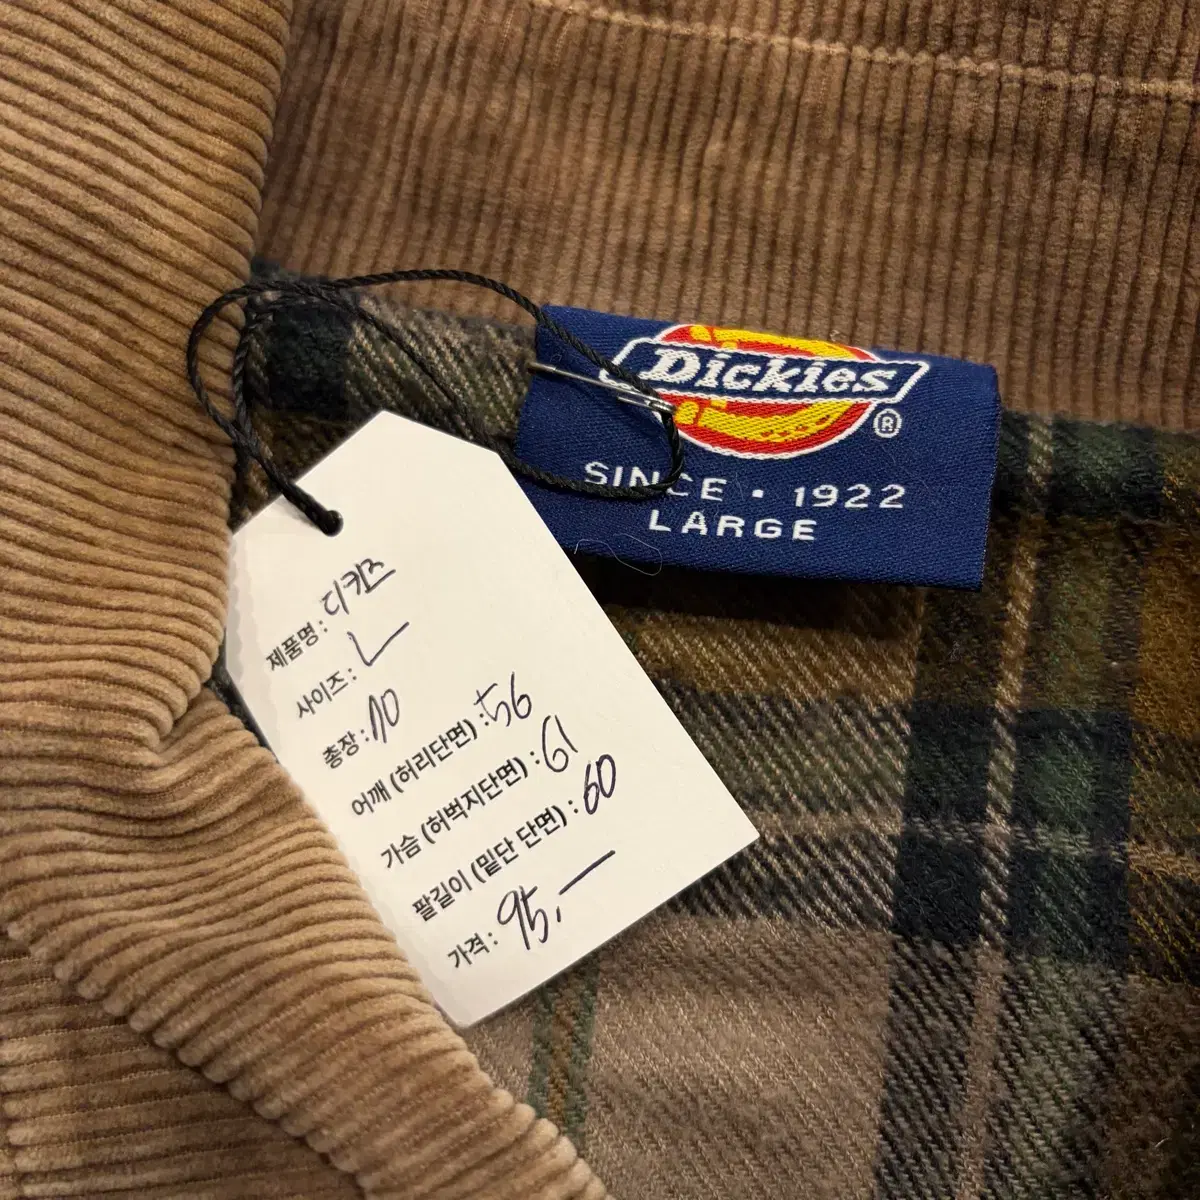 Dickies
®
SINCE · 1922
LARGE
제품명: 디키즈
사이즈: L
총장: 70
어깨 (허리단면) : 56
가슴 (허벅지단면) : 61
팔길이 (밑단 단면) : 60
가격: 95,—